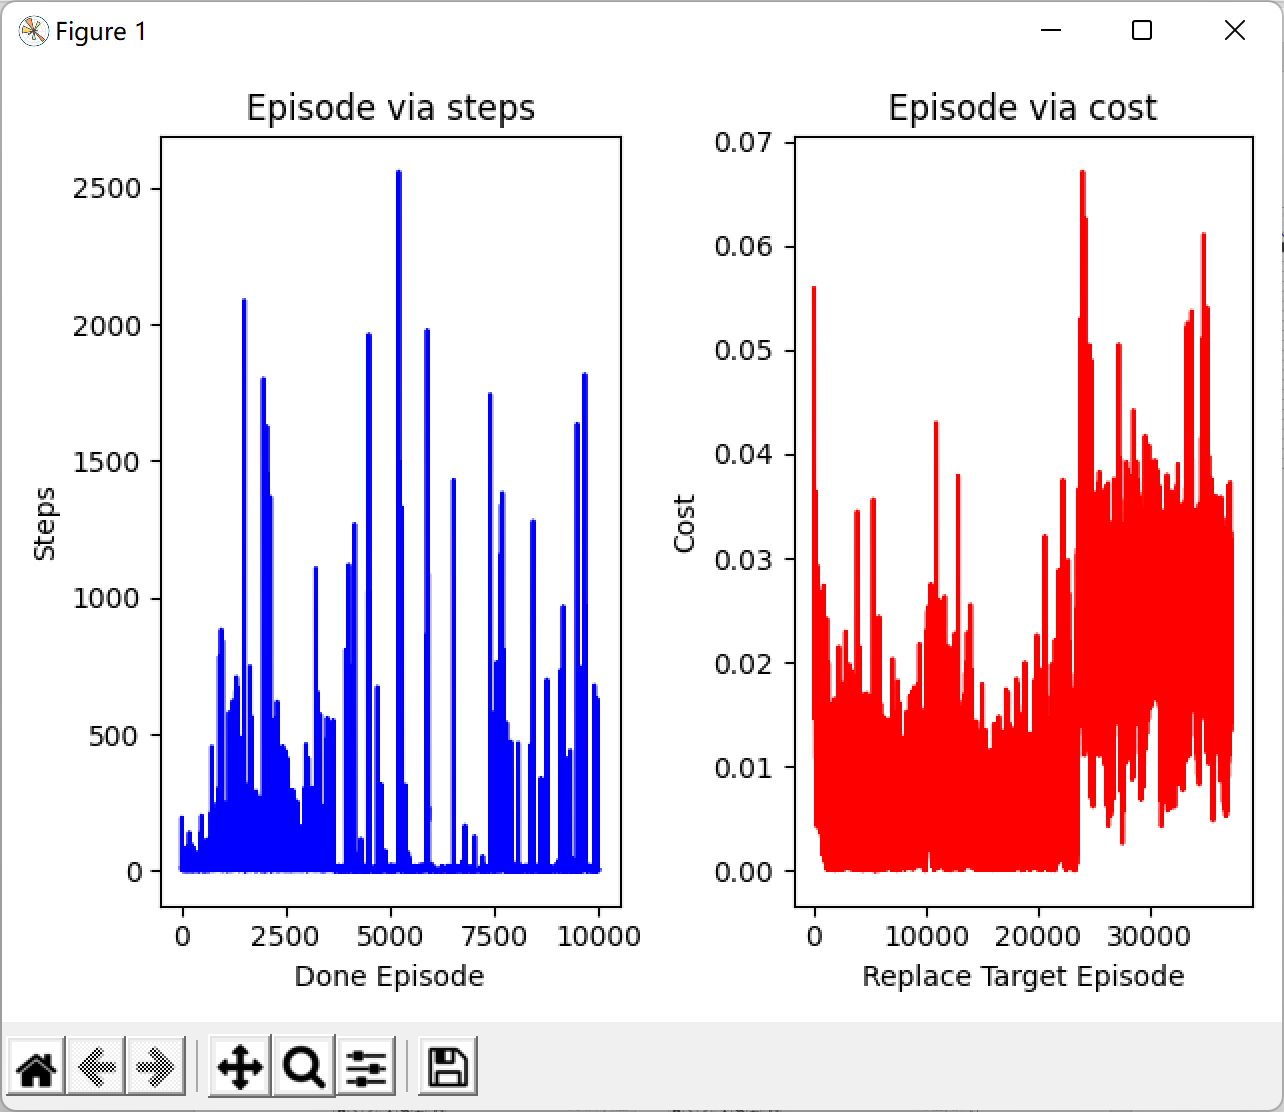 Figure 1
Episode via steps
2500
2000
1500
1000
500
0
Steps
0 2500 5000 7500 10000
Done Episode
Episode via cost
0.07
0.06
0.05
0.04
0.03
0.02
0.01
0.00
Cost
0 10000 20000 30000
Replace Target Episode